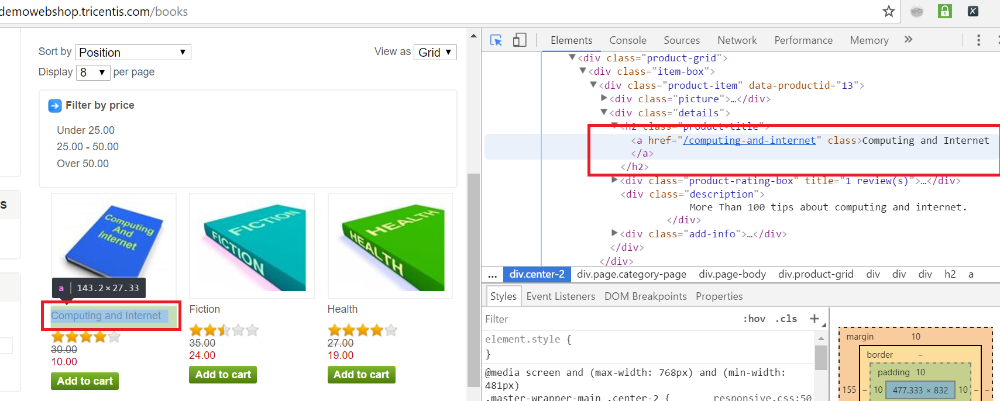 demowebshop.tricentis.com/books
Sort by Position
View as Grid
Display 8 per page
Filter by price
Under 25.00
25.00 - 50.00
Over 50.00
s
Computing
And
Internet
FICTION
FICTION
HEALTH
HEALTH
a 143.2 × 27.33
Computing and Internet
Fiction
Health
30.00
35.00
27.00
10.00
24.00
19.00
Add to cart
Add to cart
Add to cart
Elements Console Sources Network Performance Memory »
<div class="product-grid">
<div class="item-box">
<div class="product-item" data-productid="13">
<div class="picture">…</div>
<div class="details">
<h2 class="product-title">
<a href="/computing-and-internet" class>Computing and Internet
</a>
</h2>
<div class="product-rating-box" title="1 review(s)">…</div>
<div class="description">
More Than 100 tips about computing and internet.
</div>
<div class="add-info">…</div>
</div>
</div>
... div.center-2 div.page.category-page div.page-body div.product-grid div div div h2 a
Styles Event Listeners DOM Breakpoints Properties
Filter :hov .cls +
element.style {
}
@media screen and (max-width: 768px) and (min-width:
481px)
.master-wrapper-main .center-2 { responsive.css:50
margin 10
border –
padding 10
155 – 10 477.333 × 832 10 – –